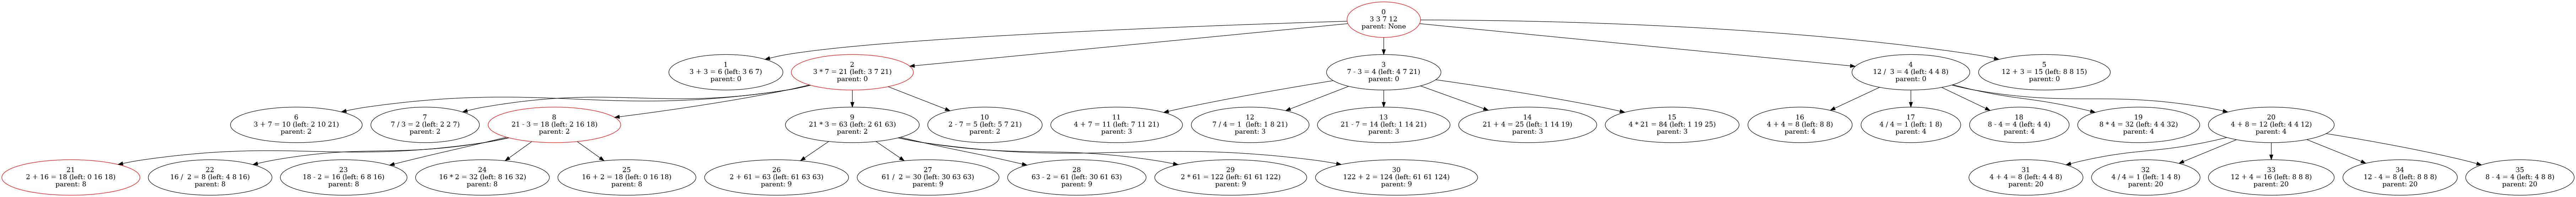 0
3 3 7 12
parent: None
1
3 + 3 = 6 (left: 3 6 7)
parent: 0
2
3 * 7 = 21 (left: 3 7 21)
parent: 0
3
7 - 3 = 4 (left: 4 7 21)
parent: 0
4
12 / 3 = 4 (left: 4 4 8)
parent: 0
5
12 + 3 = 15 (left: 8 8 15)
parent: 0
6
3 + 7 = 10 (left: 2 10 21)
parent: 2
7
7 / 3 = 2 (left: 2 2 7)
parent: 2
8
21 - 3 = 18 (left: 2 16 18)
parent: 2
9
21 * 3 = 63 (left: 2 61 63)
parent: 2
10
2 - 7 = 5 (left: 5 7 21)
parent: 2
11
4 + 7 = 11 (left: 7 11 21)
parent: 3
12
7 / 4 = 1 (left: 1 8 21)
parent: 3
13
21 - 7 = 14 (left: 1 14 21)
parent: 3
14
21 + 4 = 25 (left: 1 14 19)
parent: 3
15
4 * 21 = 84 (left: 1 19 25)
parent: 3
16
4 + 4 = 8 (left: 8 8)
parent: 4
17
4 / 4 = 1 (left: 1 8)
parent: 4
18
8 - 4 = 4 (left: 4 4)
parent: 4
19
8 * 4 = 32 (left: 4 4 32)
parent: 4
20
4 + 8 = 12 (left: 4 4 12)
parent: 4
21
2 + 16 = 18 (left: 0 16 18)
parent: 8
22
16 / 2 = 8 (left: 4 8 16)
parent: 8
23
18 - 2 = 16 (left: 6 8 16)
parent: 8
24
16 * 2 = 32 (left: 8 16 32)
parent: 8
25
16 + 2 = 18 (left: 0 16 18)
parent: 8
26
2 + 61 = 63 (left: 61 63 63)
parent: 9
27
61 / 2 = 30 (left: 30 63 63)
parent: 9
28
63 - 2 = 61 (left: 30 61 63)
parent: 9
29
2 * 61 = 122 (left: 61 61 122)
parent: 9
30
122 + 2 = 124 (left: 61 61 124)
parent: 9
31
4 + 4 = 8 (left: 4 4 8)
parent: 20
32
4 / 4 = 1 (left: 1 4 8)
parent: 20
33
12 + 4 = 16 (left: 8 8 8)
parent: 20
34
12 - 4 = 8 (left: 8 8 8)
parent: 20
35
8 - 4 = 4 (left: 4 8 8)
parent: 20